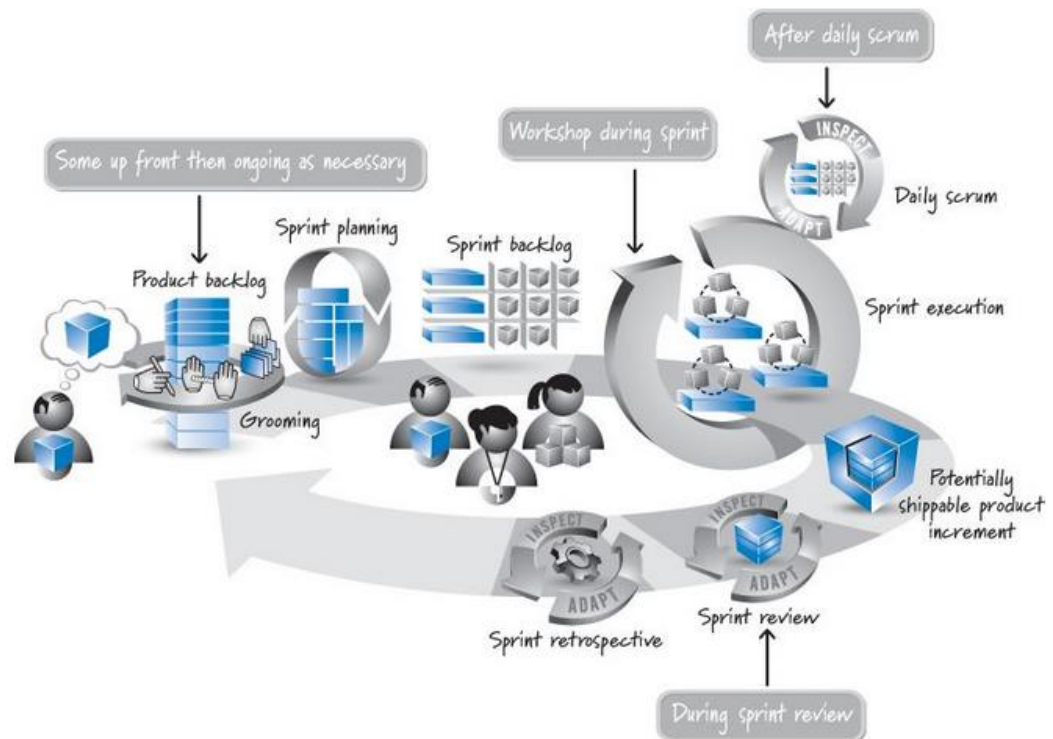 After daily scrum
Workshop during sprint
Some up front then ongoing as necessary
INSPECT
ADAPT
Daily scrum
Sprint planning
Sprint backlog
Product backlog
Sprint execution
Grooming
Potentially
shippable product
increment
INSPECT
ADAPT
Sprint retrospective
INSPECT
ADAPT
Sprint review
During sprint review